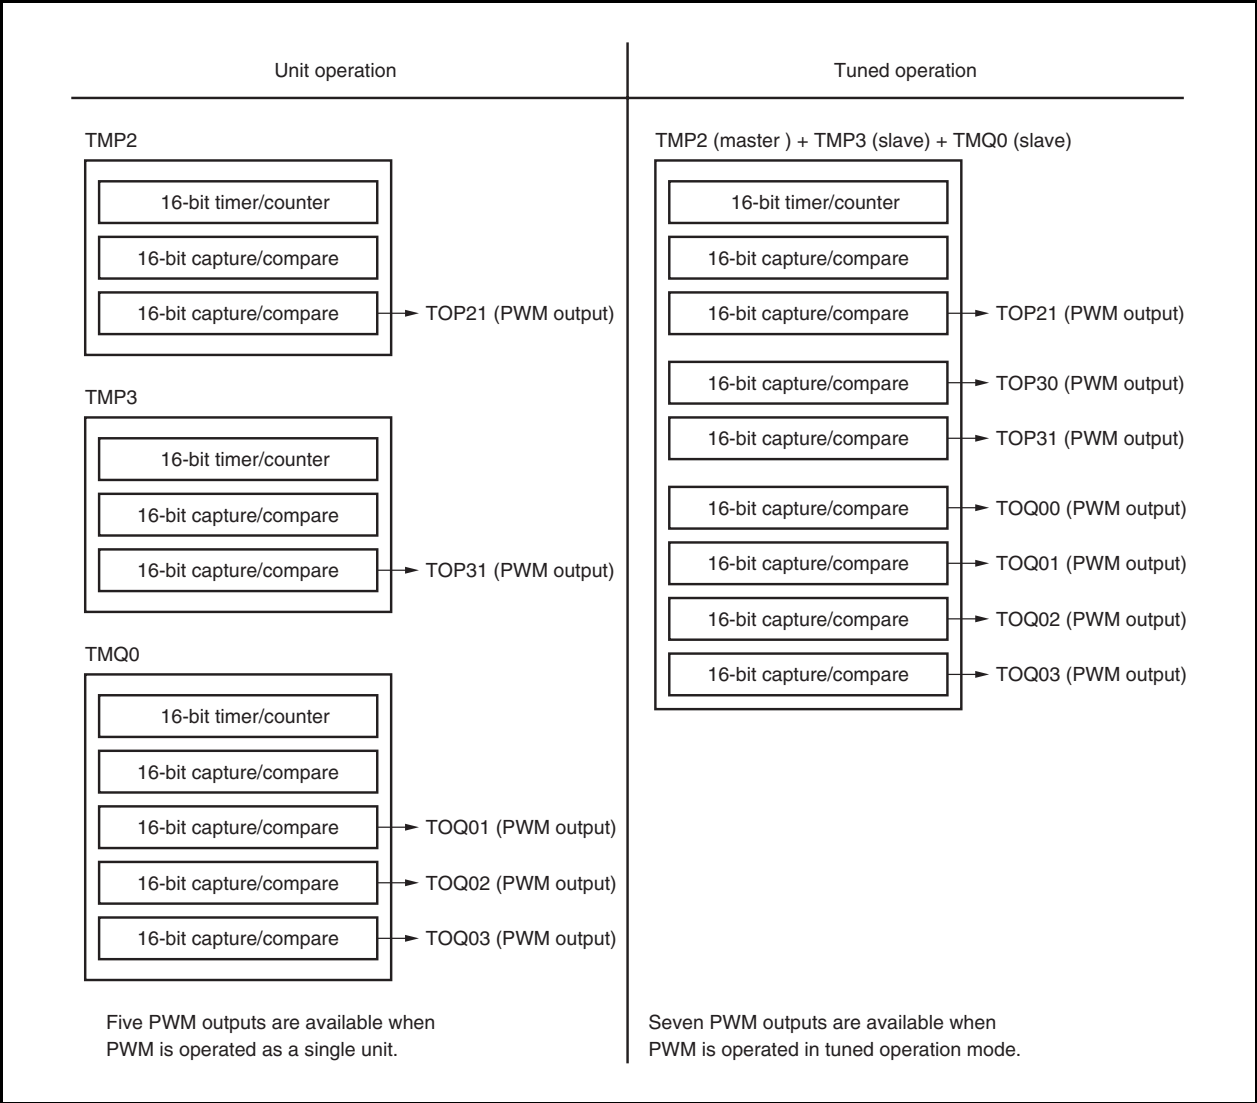 Unit operation
Tuned operation
TMP2
16-bit timer/counter
16-bit capture/compare
16-bit capture/compare
TOP21 (PWM output)
TMP3
16-bit timer/counter
16-bit capture/compare
16-bit capture/compare
TOP31 (PWM output)
TMQ0
16-bit timer/counter
16-bit capture/compare
16-bit capture/compare
TOQ01 (PWM output)
16-bit capture/compare
TOQ02 (PWM output)
16-bit capture/compare
TOQ03 (PWM output)
Five PWM outputs are available when
PWM is operated as a single unit.
TMP2 (master ) + TMP3 (slave) + TMQ0 (slave)
16-bit timer/counter
16-bit capture/compare
16-bit capture/compare
TOP21 (PWM output)
16-bit capture/compare
TOP30 (PWM output)
16-bit capture/compare
TOP31 (PWM output)
16-bit capture/compare
TOQ00 (PWM output)
16-bit capture/compare
TOQ01 (PWM output)
16-bit capture/compare
TOQ02 (PWM output)
16-bit capture/compare
TOQ03 (PWM output)
Seven PWM outputs are available when
PWM is operated in tuned operation mode.